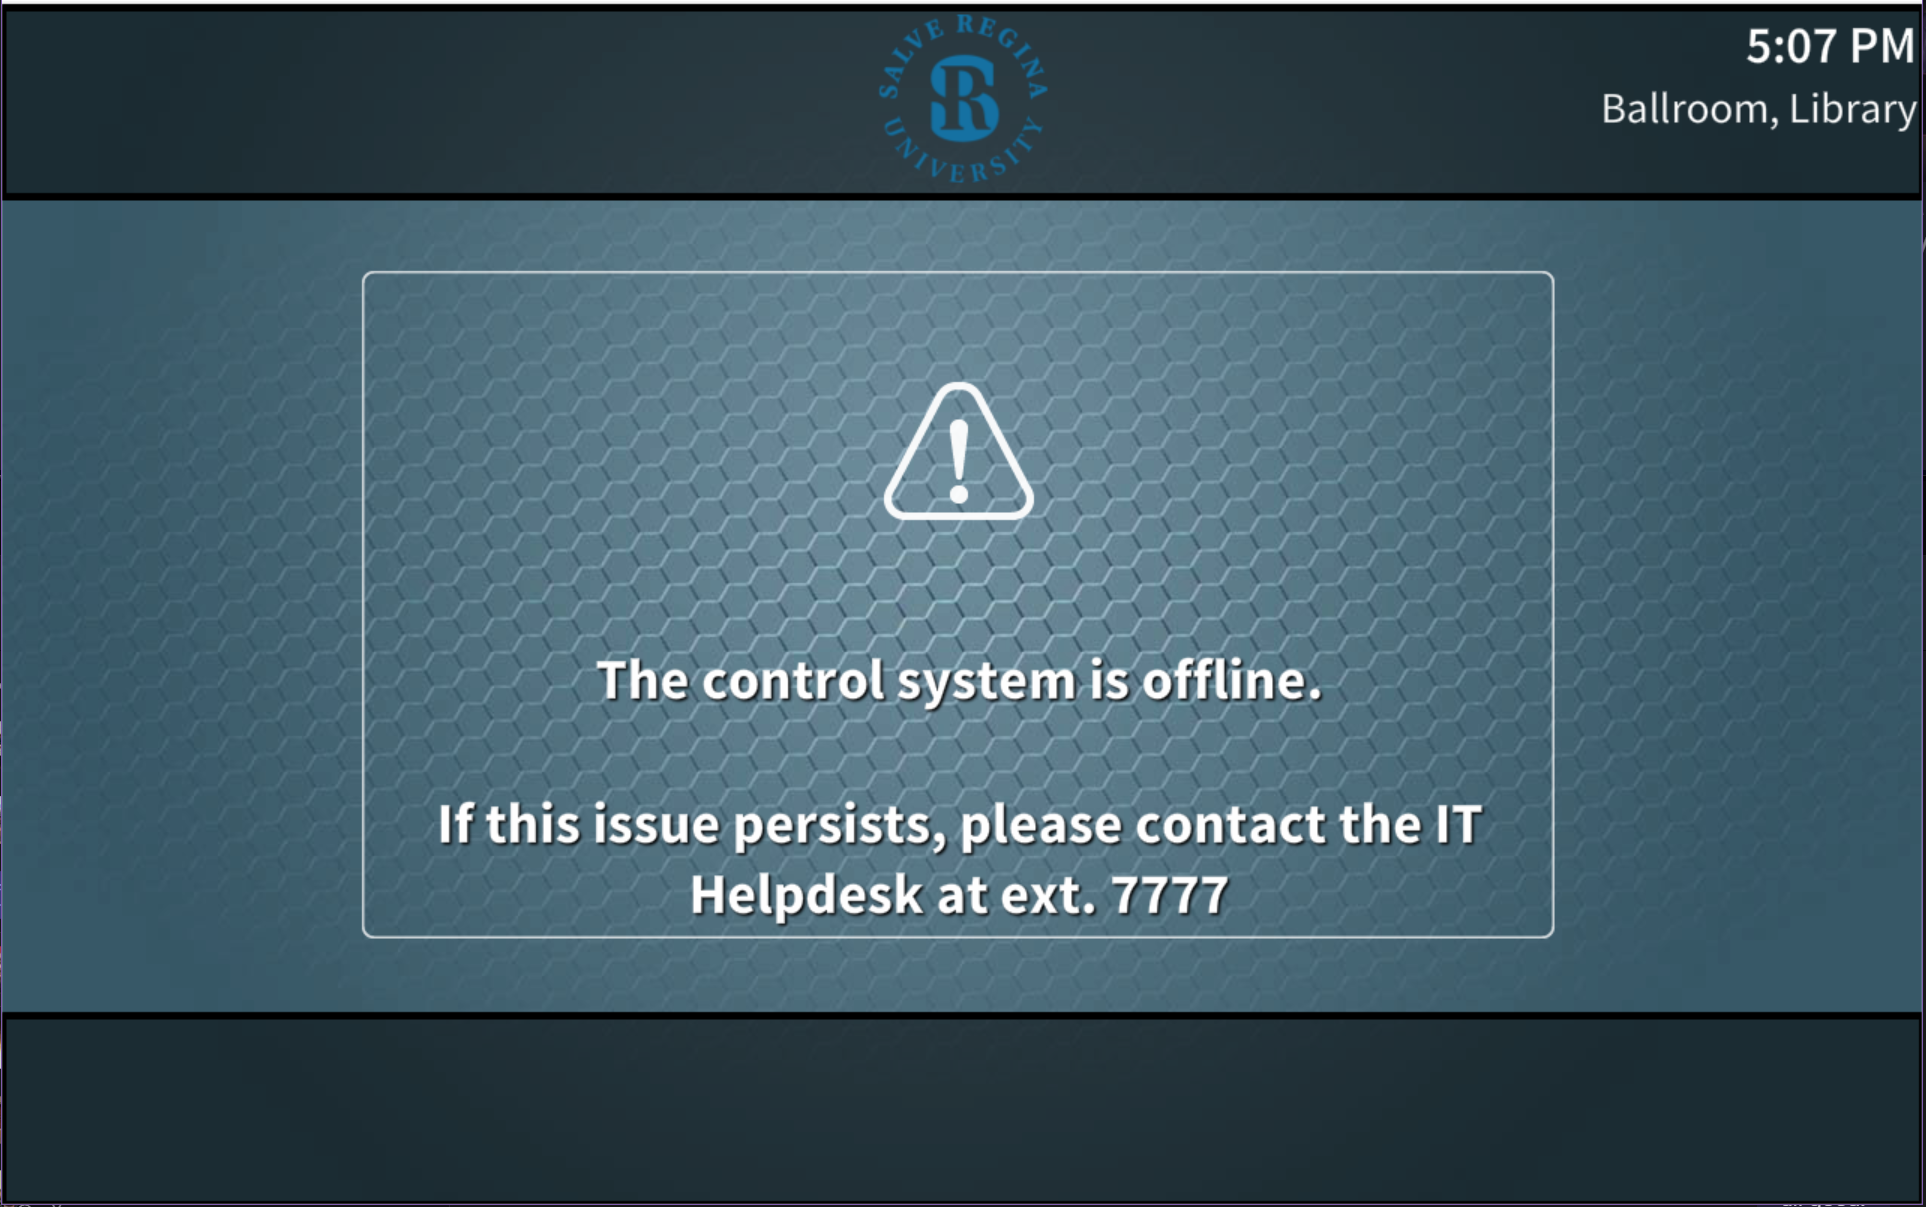 SALVE REGINA
UNIVERSITY
5:07 PM
Ballroom, Library
The control system is offline.
If this issue persists, please contact the IT
Helpdesk at ext. 7777